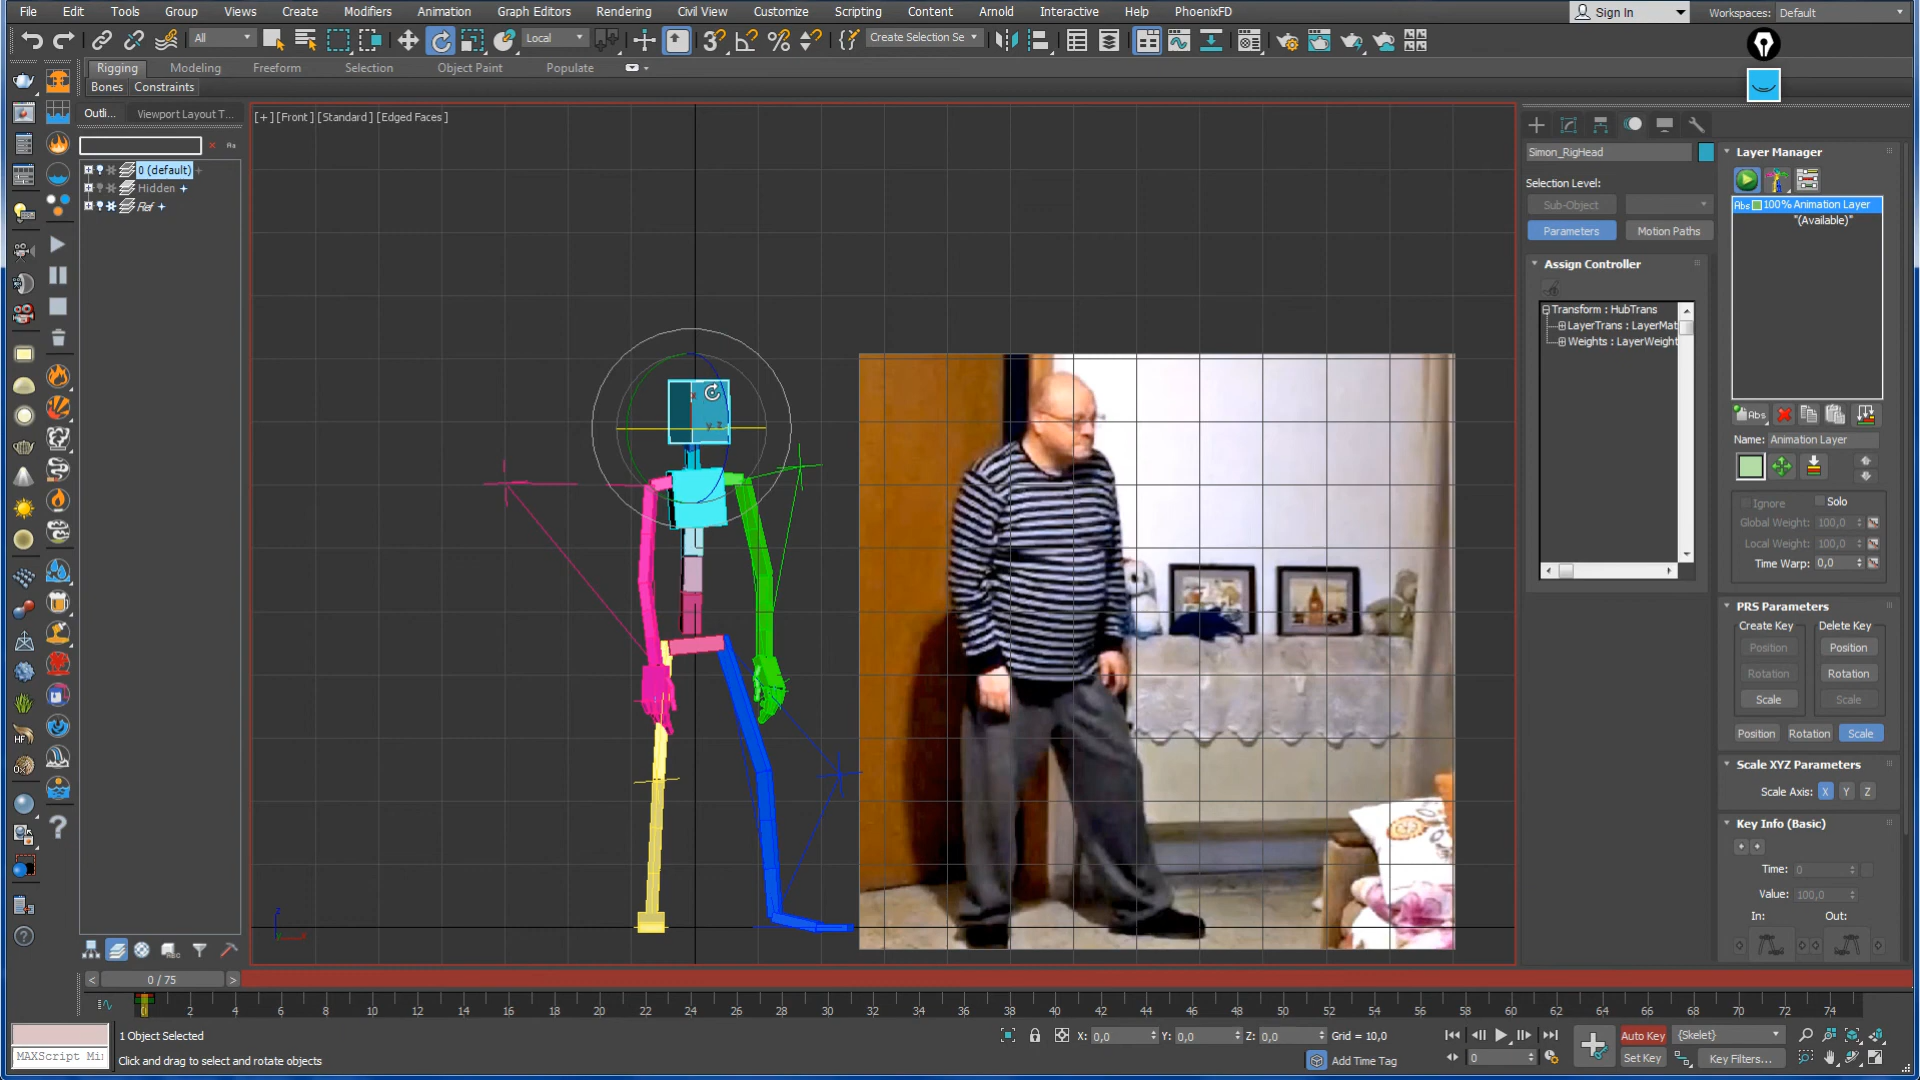 File Edit Tools Group Views Create Modifiers Animation Graph Editors Rendering Civil View Customize Scripting Content Arnold Interactive Help PhoenixFD Sign In Workspaces: Default
All Local Create Selection Se
Rigging Modeling Freeform Selection Object Paint Populate
Bones Constraints
Outli... Viewport Layout T...
[+] [Front] [Standard] [Edged Faces]
0 (default)
Hidden
Ref
Simon_RigHead
Selection Level:
Sub-Object
Parameters Motion Paths
Assign Controller
Transform : HubTrans
LayerTrans : LayerMat
Weights : LayerWeight
Layer Manager
Abs 100% Animation Layer
"(Available)"
Abs
Name: Animation Layer
Ignore Solo
Global Weight: 100,0
Local Weight: 100,0
Time Warp: 0,0
PRS Parameters
Create Key Delete Key
Position Position
Rotation Rotation
Scale Scale
Position Rotation Scale
Scale XYZ Parameters
Scale Axis: X Y Z
Key Info (Basic)
Time: 0
Value: 100,0
In: Out:
x
y z
< 0 / 75 >
0 2 4 6 8 10 12 14 16 18 20 22 24 26 28 30 32 34 36 38 40 42 44 46 48 50 52 54 56 58 60 62 64 66 68 70 72 74
1 Object Selected X: 0,0 Y: 0,0 Z: 0,0 Grid = 10,0 Auto Key {Skelet}
MAXScript Mi: Click and drag to select and rotate objects Add Time Tag 0 Set Key Key Filters...